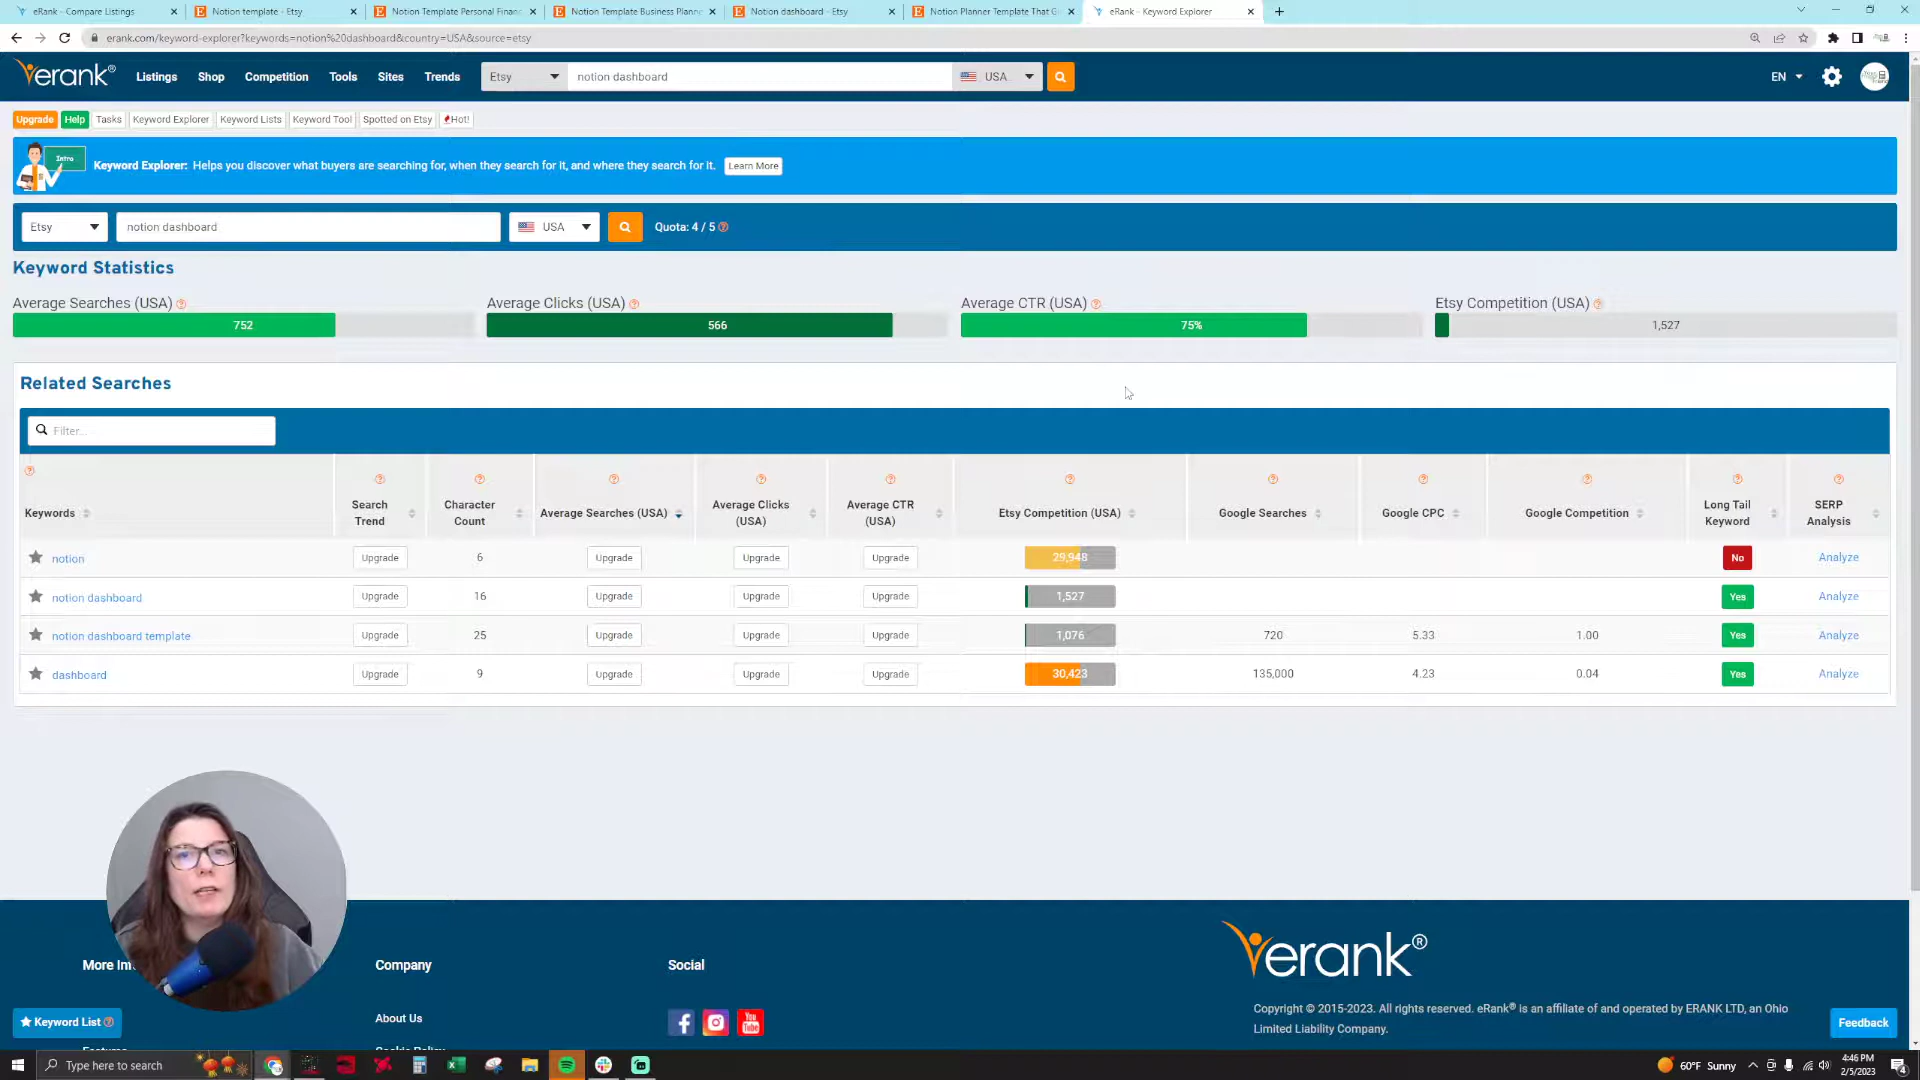 eRank - Compare Listings
Notion template - Etsy
Notion Template Personal Financ
Notion Template Business Planne
Notion dashboard - Etsy
Notion Planner Template That G
eRank - Keyword Explorer
erank.com/keyword-explorer?keywords=notion%20dashboard&country=USA&source=etsy
erank®
Listings
Shop
Competition
Tools
Sites
Trends
Etsy
notion dashboard
USA
EN
Upgrade
Help
Tasks
Keyword Explorer
Keyword Lists
Keyword Tool
Spotted on Etsy
Hot!
Intro
Keyword Explorer: Helps you discover what buyers are searching for, when they search for it, and where they search for it.
Learn More
Etsy
notion dashboard
USA
Quota: 4 / 5
Keyword Statistics
Average Searches (USA)
752
Average Clicks (USA)
566
Average CTR (USA)
75%
Etsy Competition (USA)
1,527
Related Searches
Filter...
Keywords
Search Trend
Character Count
Average Searches (USA)
Average Clicks (USA)
Average CTR (USA)
Etsy Competition (USA)
Google Searches
Google CPC
Google Competition
Long Tail Keyword
SERP Analysis
notion Upgrade 6 Upgrade Upgrade Upgrade 29,948 No Analyze
notion dashboard Upgrade 16 Upgrade Upgrade Upgrade 1,527 Yes Analyze
notion dashboard template Upgrade 25 Upgrade Upgrade Upgrade 1,076 720 5.33 1.00 Yes Analyze
dashboard Upgrade 9 Upgrade Upgrade Upgrade 30,423 135,000 4.23 0.04 Yes Analyze
More Inf
Company
About Us
Social
You Tube
erank®
Copyright © 2015-2023. All rights reserved. eRank® is an affiliate of and operated by ERANK LTD, an Ohio
Limited Liability Company.
Keyword List
Feedback
Type here to search
60°F Sunny
4:46 PM
2/5/2023
4